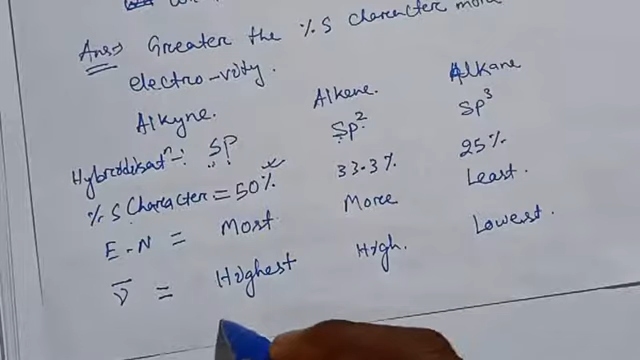 Ans⇒ Greater the % S character more
electro-vity.
Alkyne. Alkene. Alkane
Hybreddisatⁿ-: SP SP² SP³
% S Character = 50% 33.3% 25%
E-N = Most More Least.
ν̅ = Highest High. Lowest.